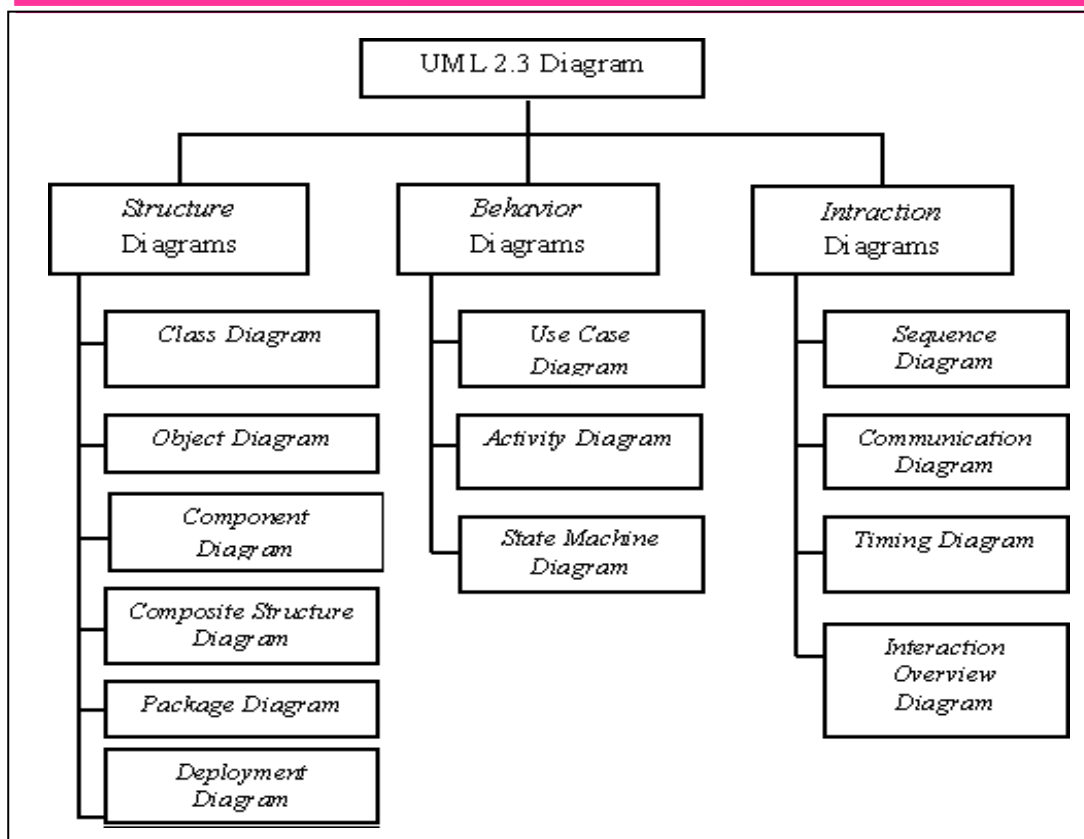 UML 2.3 Diagram
Structure
Diagrams
Behavior
Diagrams
Intraction
Diagrams
Class Diagram
Object Diagram
Component
Diagram
Composite Structure
Diagram
Package Diagram
Deployment
Diagram
Use Case
Diagram
Activity Diagram
State Machine
Diagram
Sequence
Diagram
Communication
Diagram
Timing Diagram
Interaction
Overview
Diagram